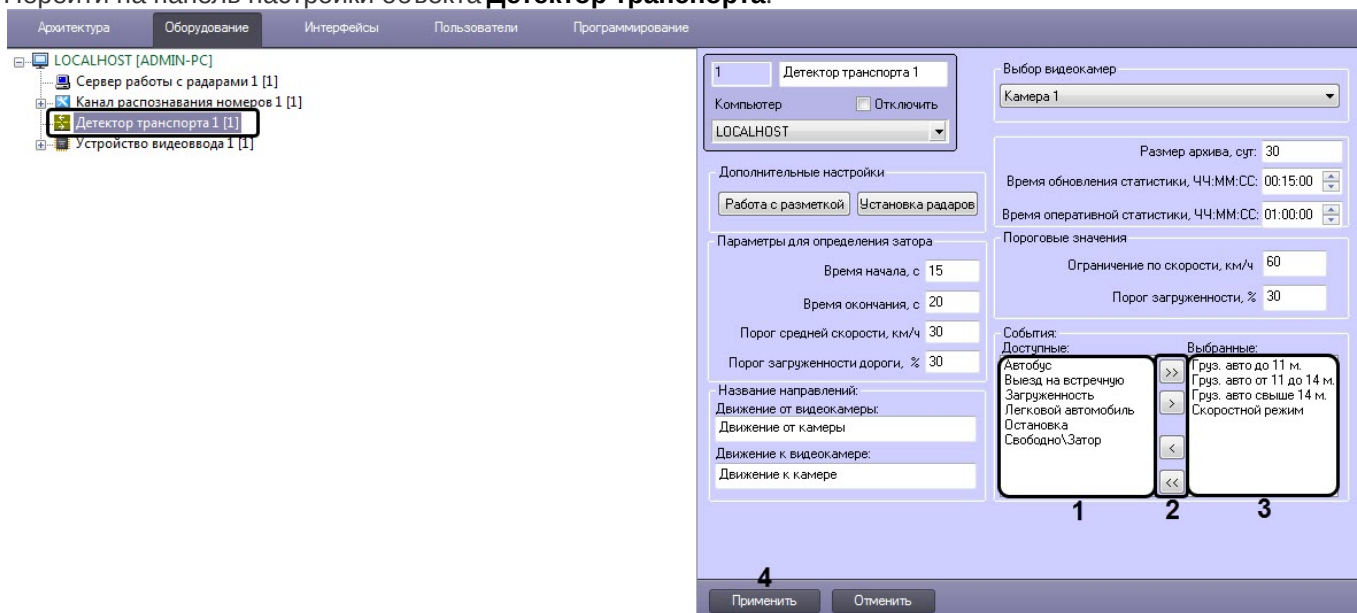 Перейти на панель настройки объекта Детектор транспорта.
Архитектура Оборудование Интерфейсы Пользователи Программирование
LOCALHOST [ADMIN-PC]
Сервер работы с радарами 1 [1]
Канал распознавания номеров 1 [1]
Детектор транспорта 1 [1]
Устройство видеоввода 1 [1]
1 Детектор транспорта 1
Компьютер Отключить
LOCALHOST
Дополнительные настройки
Работа с разметкой Установка радаров
Параметры для определения затора
Время начала, с 15
Время окончания, с 20
Порог средней скорости, км/ч 30
Порог загруженности дороги, % 30
Название направлений:
Движение от видеокамеры:
Движение от камеры
Движение к видеокамере:
Движение к камере
Выбор видеокамер
Камера 1
Размер архива, сут: 30
Время обновления статистики, ЧЧ:ММ:СС: 00:15:00
Время оперативной статистики, ЧЧ:ММ:СС: 01:00:00
Пороговые значения
Ограничение по скорости, км/ч 60
Порог загруженности, % 30
События:
Доступные: Выбранные:
Автобус >> Груз. авто до 11 м.
Выезд на встречную Груз. авто от 11 до 14 м.
Загруженность > Груз. авто свыше 14 м.
Легковой автомобиль Скоростной режим
Остановка
Свободно\Затор <
<<
1 2 3
4
Применить Отменить